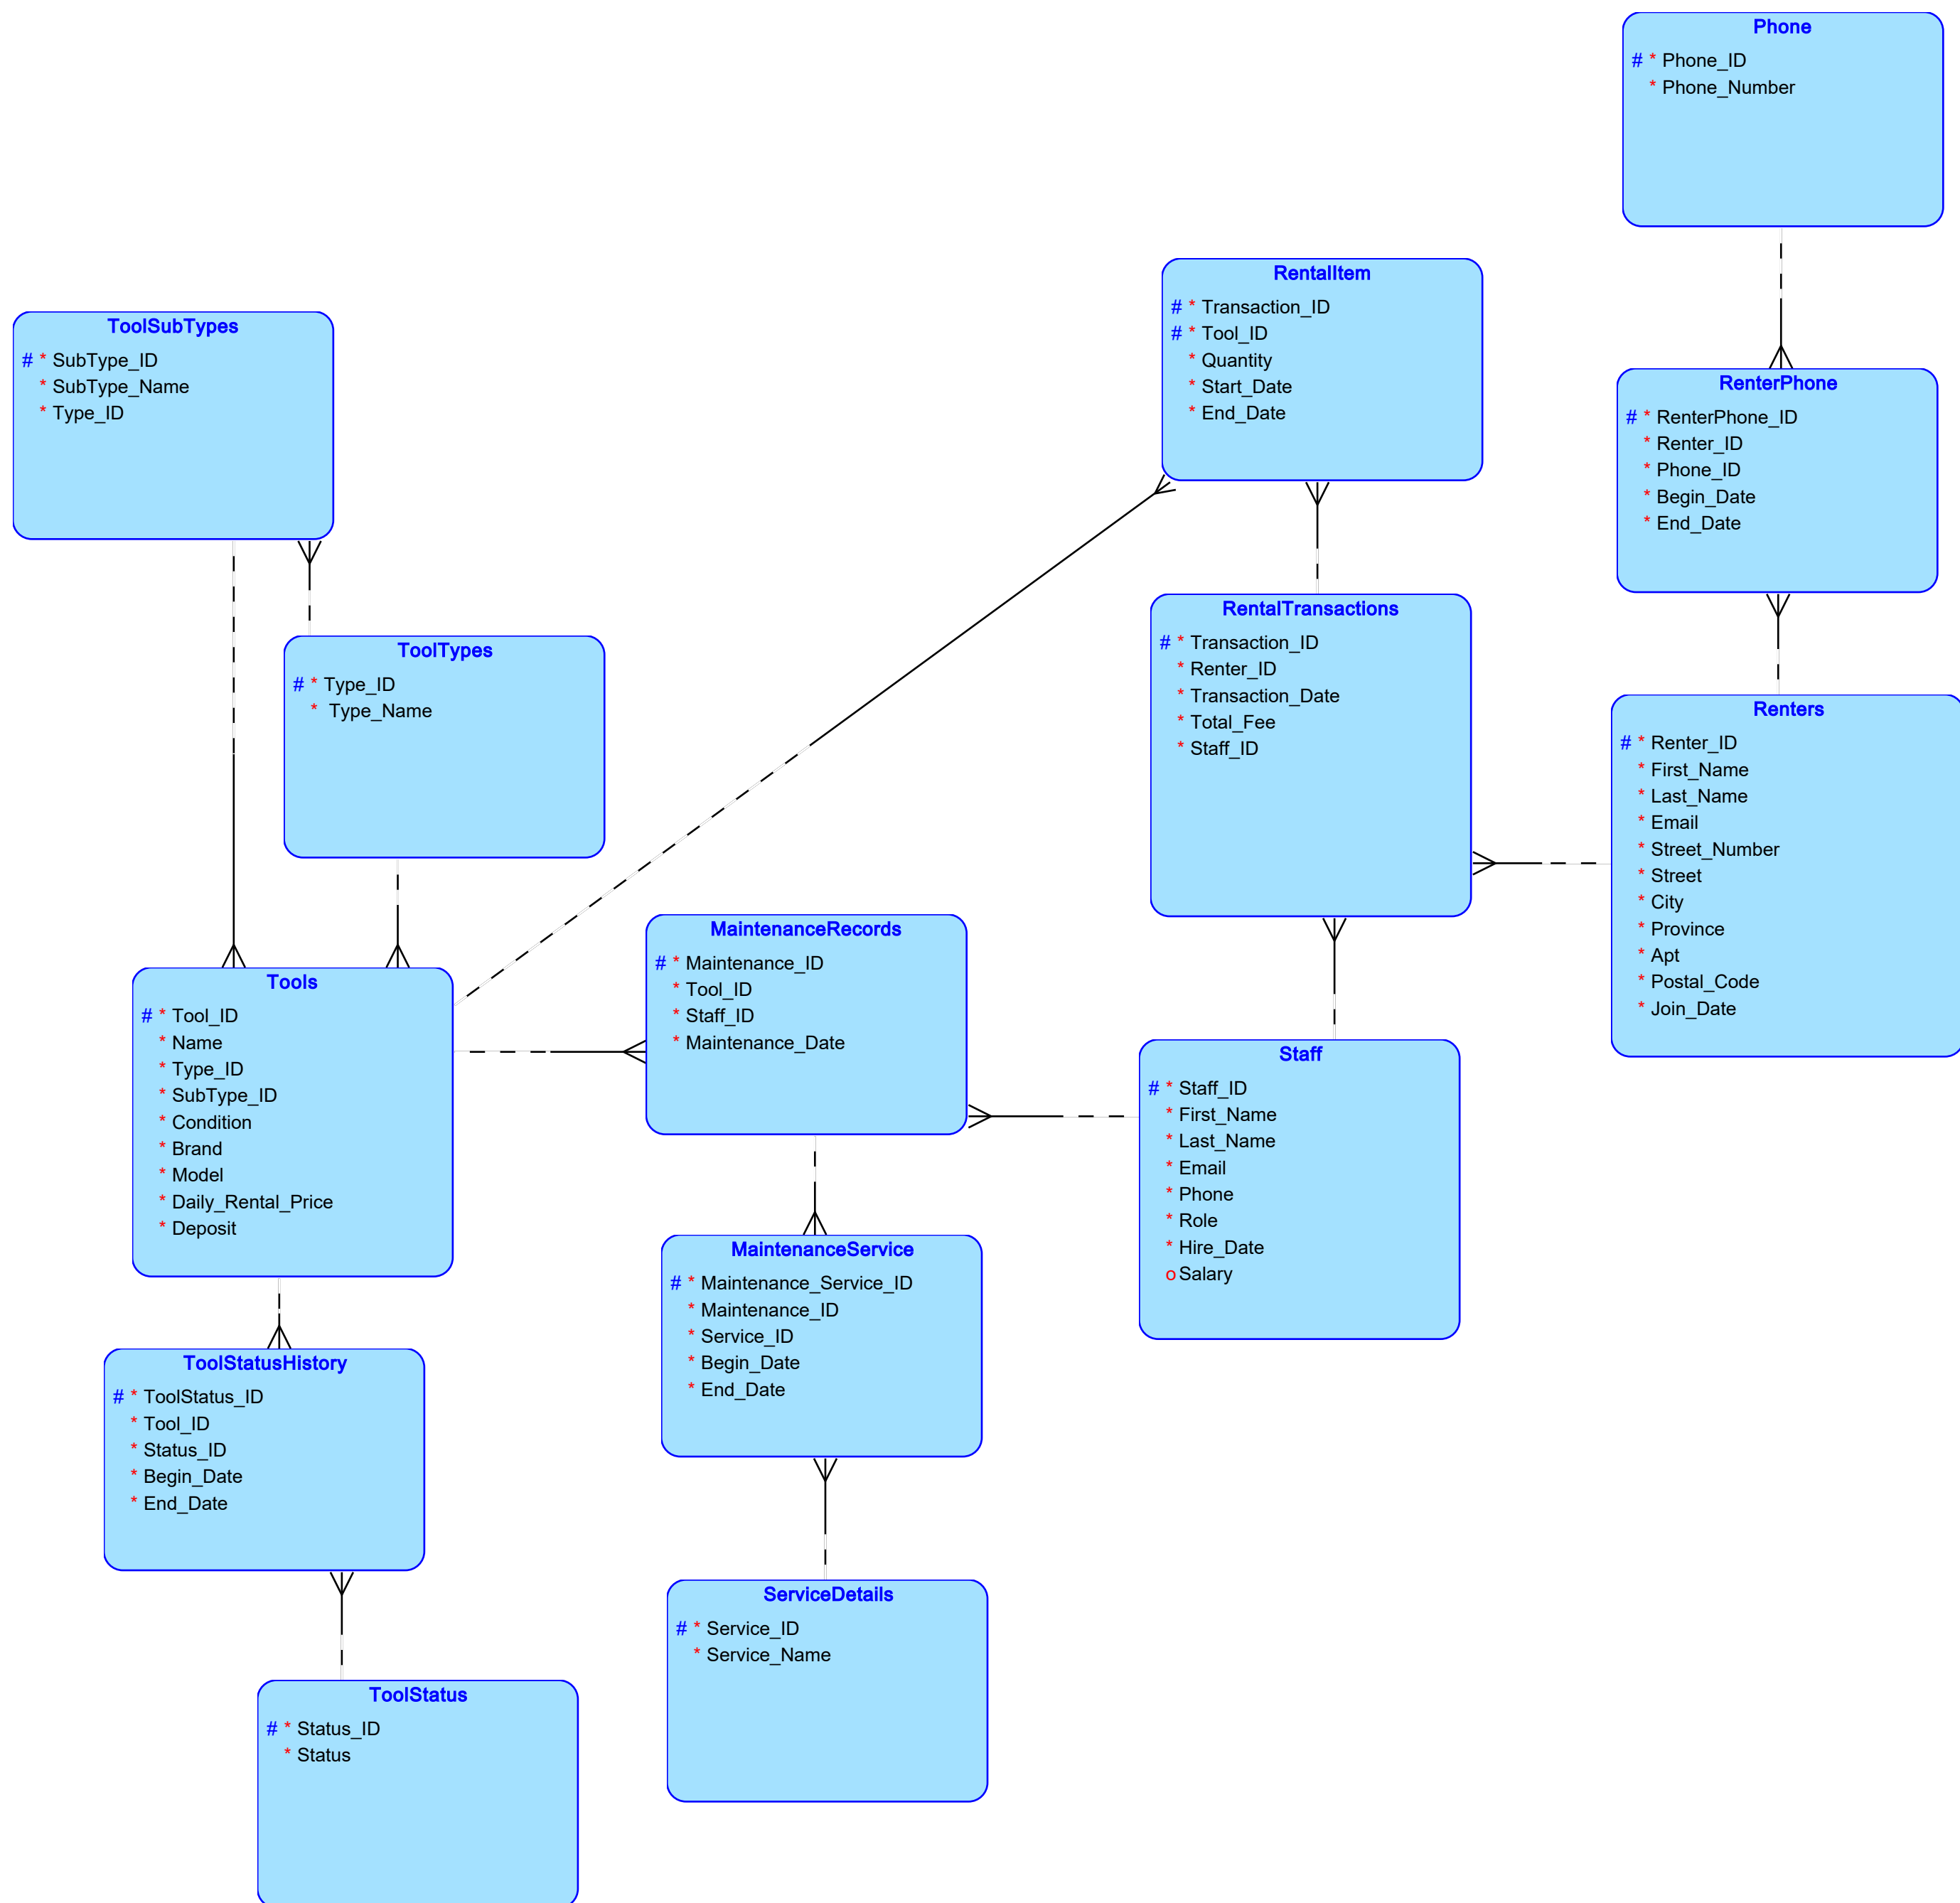 Phone
# * Phone_ID
* Phone_Number
RentalItem
# * Transaction_ID
# * Tool_ID
* Quantity
* Start_Date
* End_Date
ToolSubTypes
# * SubType_ID
* SubType_Name
* Type_ID
RenterPhone
# * RenterPhone_ID
* Renter_ID
* Phone_ID
* Begin_Date
* End_Date
RentalTransactions
# * Transaction_ID
* Renter_ID
* Transaction_Date
* Total_Fee
* Staff_ID
ToolTypes
# * Type_ID
* Type_Name
Renters
# * Renter_ID
* First_Name
* Last_Name
* Email
* Street_Number
* Street
* City
* Province
* Apt
* Postal_Code
* Join_Date
MaintenanceRecords
# * Maintenance_ID
* Tool_ID
* Staff_ID
* Maintenance_Date
Tools
# * Tool_ID
* Name
* Type_ID
* SubType_ID
* Condition
* Brand
* Model
* Daily_Rental_Price
* Deposit
Staff
# * Staff_ID
* First_Name
* Last_Name
* Email
* Phone
* Role
* Hire_Date
o Salary
MaintenanceService
# * Maintenance_Service_ID
* Maintenance_ID
* Service_ID
* Begin_Date
* End_Date
ToolStatusHistory
# * ToolStatus_ID
* Tool_ID
* Status_ID
* Begin_Date
* End_Date
ServiceDetails
# * Service_ID
* Service_Name
ToolStatus
# * Status_ID
* Status